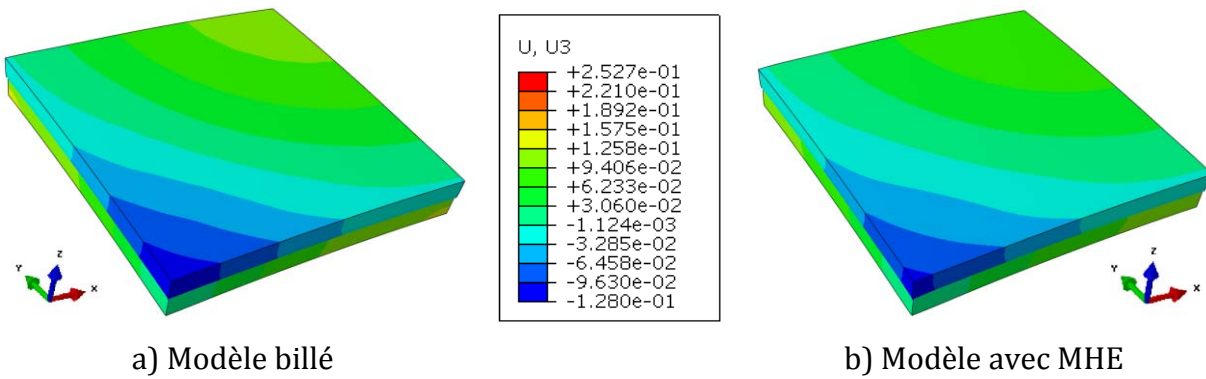 U, U3
+2.527e-01
+2.210e-01
+1.892e-01
+1.575e-01
+1.258e-01
+9.406e-02
+6.233e-02
+3.060e-02
-1.124e-03
-3.285e-02
-6.458e-02
-9.630e-02
-1.280e-01
Y
Z
X
Y
Z
X
a) Modèle billé
b) Modèle avec MHE